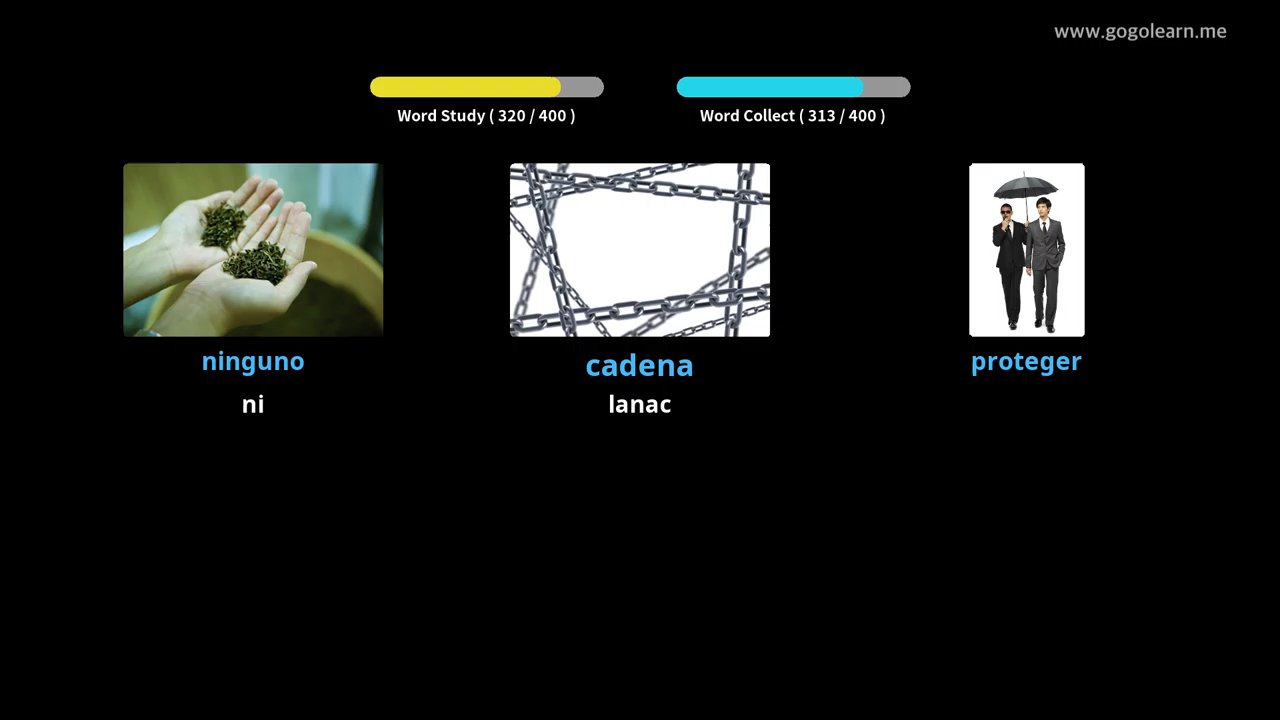 www.gogolearn.me
Word Study ( 320 / 400 )
Word Collect ( 313 / 400 )
ninguno
cadena
proteger
ni
lanac